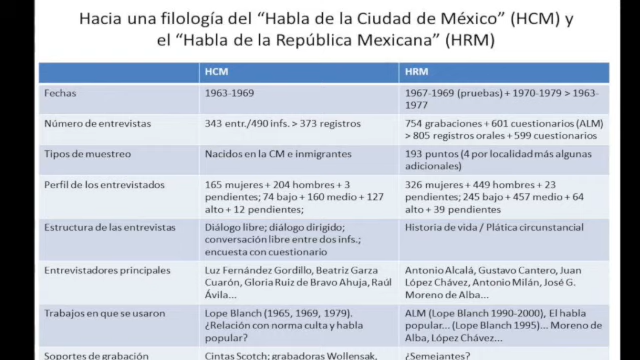 Hacia una filología del “Habla de la Ciudad de México” (HCM) y
el “Habla de la República Mexicana” (HRM)
HCM HRM
Fechas 1963-1969 1967-1969 (pruebas) + 1970-1979 > 1963-
1977
Número de entrevistas 343 entr./490 infs. > 373 registros 754 grabaciones + 601 cuestionarios (ALM)
> 805 registros orales + 599 cuestionarios
Tipos de muestreo Nacidos en la CM e inmigrantes 193 puntos (4 por localidad más algunas
adicionales)
Perfil de los entrevistados 165 mujeres + 204 hombres + 3 326 mujeres + 449 hombres + 23
pendientes; 74 bajo + 160 medio + 127 pendientes; 245 bajo + 457 medio + 64
alto + 12 pendientes; alto + 39 pendientes
Estructura de las entrevistas Diálogo libre; diálogo dirigido; Historia de vida / Plática circunstancial
conversación libre entre dos infs.;
encuesta con cuestionario
Entrevistadores principales Luz Fernández Gordillo, Beatriz Garza Antonio Alcalá, Gustavo Cantero, Juan
Cuarón, Gloria Ruiz de Bravo Ahuja, Raúl López Chávez, Antonio Milán, José G.
Ávila... Moreno de Alba...
Trabajos en que se usaron Lope Blanch (1965, 1969, 1979). ALM (Lope Blanch 1990-2000), El habla
¿Relación con norma culta y habla popular... (Lope Blanch 1995)... Moreno de
popular? Alba, López Chávez...
Soportes de grabación Cintas Scotch; grabadoras Wollensak, ¿Semejantes?